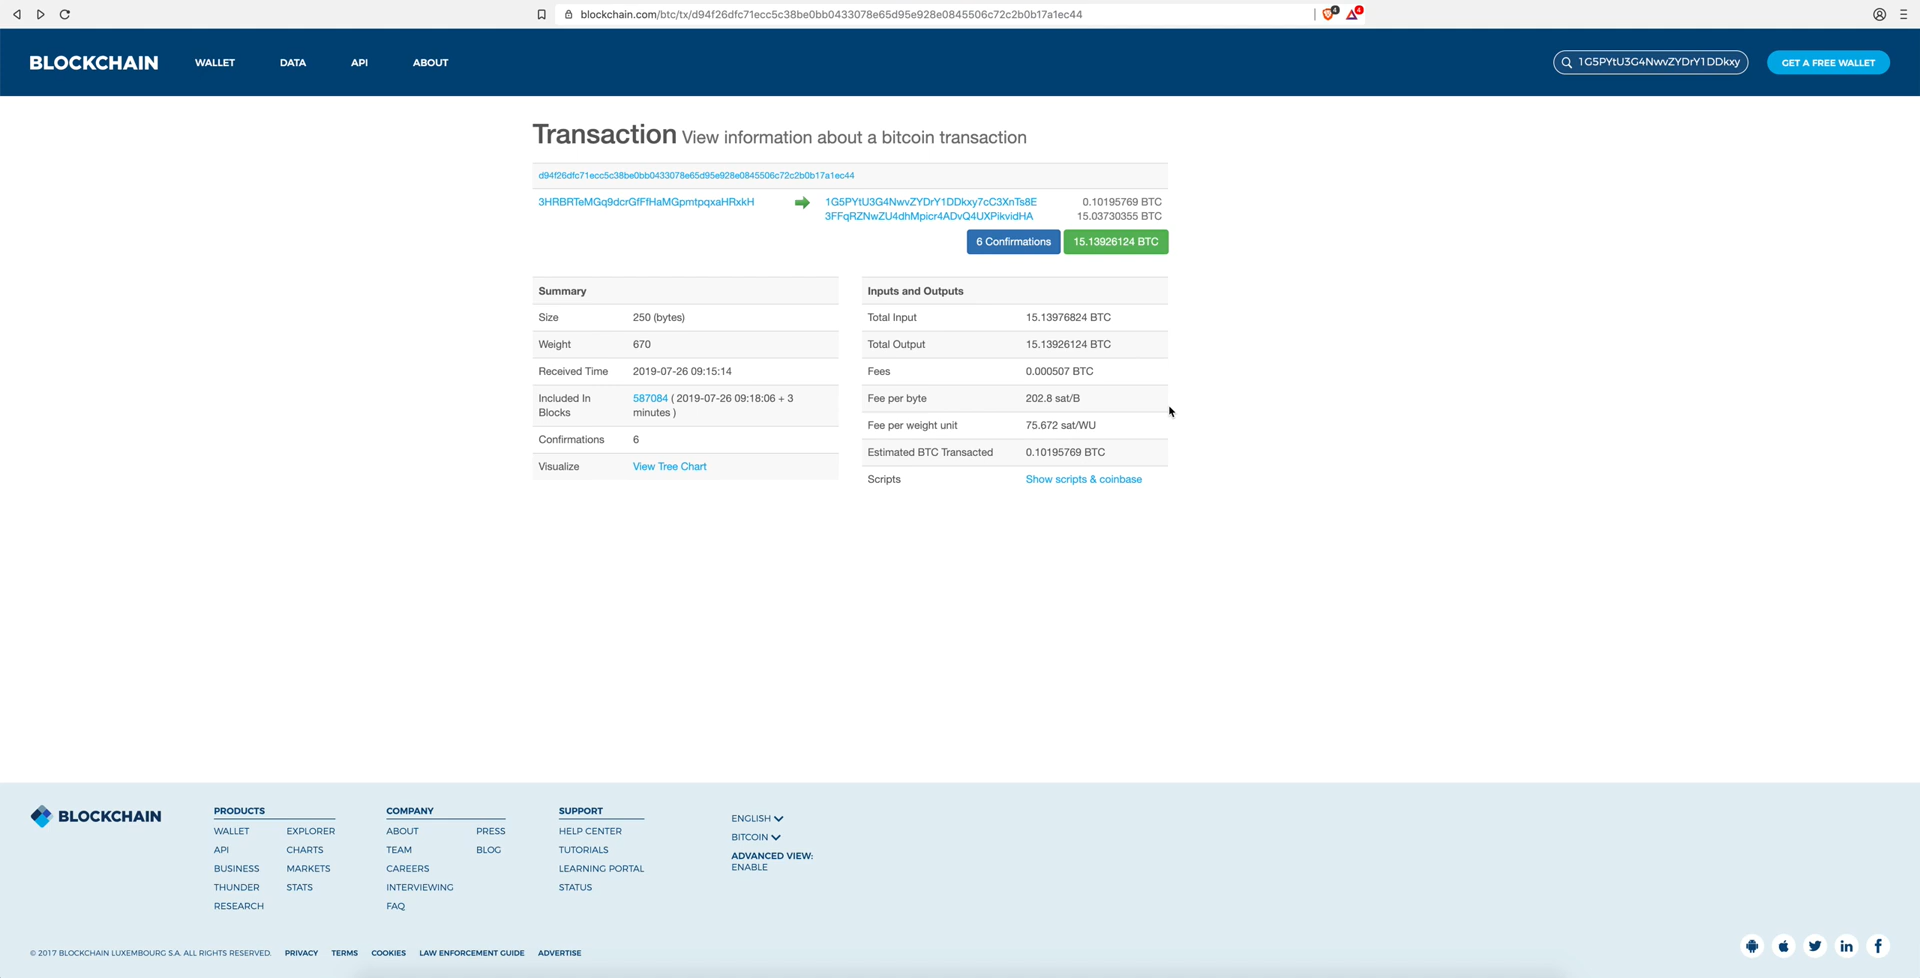 blockchain.com/btc/tx/d94f26dfc71ecc5c38be0bb0433078e65d95e928e0845506c72c2b0b17a1ec44
4
4
BLOCKCHAIN
WALLET
DATA
API
ABOUT
1G5PYtU3G4NwvZYDrY1DDkxy
GET A FREE WALLET
Transaction View information about a bitcoin transaction
d94f26dfc71ecc5c38be0bb0433078e65d95e928e0845506c72c2b0b17a1ec44
3HRBRTeMGq9dcrGfFfHaMGpmtpqxaHRxkH
1G5PYtU3G4NwvZYDrY1DDkxy7cC3XnTs8E 0.10195769 BTC
3FFqRZNwZU4dhMpicr4ADvQ4UXPikvidHA 15.03730355 BTC
6 Confirmations
15.13926124 BTC
Summary
Size 250 (bytes)
Weight 670
Received Time 2019-07-26 09:15:14
Included In Blocks 587084 ( 2019-07-26 09:18:06 + 3
minutes )
Confirmations 6
Visualize View Tree Chart
Inputs and Outputs
Total Input 15.13976824 BTC
Total Output 15.13926124 BTC
Fees 0.000507 BTC
Fee per byte 202.8 sat/B
Fee per weight unit 75.672 sat/WU
Estimated BTC Transacted 0.10195769 BTC
Scripts Show scripts & coinbase
BLOCKCHAIN
PRODUCTS
WALLET EXPLORER
API CHARTS
BUSINESS MARKETS
THUNDER STATS
RESEARCH
COMPANY
ABOUT PRESS
TEAM BLOG
CAREERS
INTERVIEWING
FAQ
SUPPORT
HELP CENTER
TUTORIALS
LEARNING PORTAL
STATUS
ENGLISH
BITCOIN
ADVANCED VIEW:
ENABLE
© 2017 BLOCKCHAIN LUXEMBOURG S.A. ALL RIGHTS RESERVED. PRIVACY TERMS COOKIES LAW ENFORCEMENT GUIDE ADVERTISE